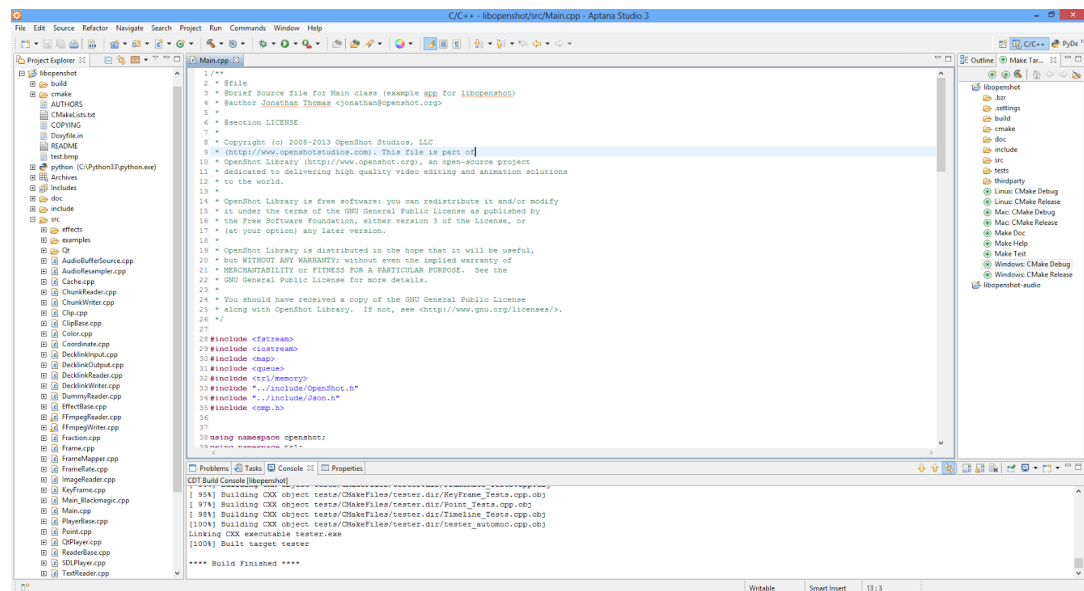 C/C++ - libopenshot/src/Main.cpp - Aptana Studio 3
File Edit Source Refactor Navigate Search Project Run Commands Window Help
C/C++ PyDe
Project Explorer
libopenshot
build
cmake
AUTHORS
CMakeLists.txt
COPYING
Doxyfile.in
README
test.bmp
python (C:\Python33\python.exe)
Archives
Includes
doc
include
src
effects
examples
Qt
AudioBufferSource.cpp
AudioResampler.cpp
Cache.cpp
ChunkReader.cpp
ChunkWriter.cpp
Clip.cpp
ClipBase.cpp
Color.cpp
Coordinate.cpp
DecklinkInput.cpp
DecklinkOutput.cpp
DecklinkReader.cpp
DecklinkWriter.cpp
DummyReader.cpp
EffectBase.cpp
FFmpegReader.cpp
FFmpegWriter.cpp
Fraction.cpp
Frame.cpp
FrameMapper.cpp
FrameRate.cpp
ImageReader.cpp
KeyFrame.cpp
Main_Blackmagic.cpp
Main.cpp
PlayerBase.cpp
Point.cpp
QtPlayer.cpp
ReaderBase.cpp
SDLPlayer.cpp
TextReader.cpp
Main.cpp
1 /**
2 * @file
3 * @brief Source file for Main class (example app for libopenshot)
4 * @author Jonathan Thomas <jonathan@openshot.org>
5 *
6 * @section LICENSE
7 *
8 * Copyright (c) 2008-2013 OpenShot Studios, LLC
9 * (http://www.openshotstudios.com). This file is part of
10 * OpenShot Library (http://www.openshot.org), an open-source project
11 * dedicated to delivering high quality video editing and animation solutions
12 * to the world.
13 *
14 * OpenShot Library is free software: you can redistribute it and/or modify
15 * it under the terms of the GNU General Public License as published by
16 * the Free Software Foundation, either version 3 of the License, or
17 * (at your option) any later version.
18 *
19 * OpenShot Library is distributed in the hope that it will be useful,
20 * but WITHOUT ANY WARRANTY; without even the implied warranty of
21 * MERCHANTABILITY or FITNESS FOR A PARTICULAR PURPOSE. See the
22 * GNU General Public License for more details.
23 *
24 * You should have received a copy of the GNU General Public License
25 * along with OpenShot Library. If not, see <http://www.gnu.org/licenses/>.
26 */
27
28 #include <fstream>
29 #include <iostream>
30 #include <map>
31 #include <queue>
32 #include <tr1/memory>
33 #include "../include/OpenShot.h"
34 #include "../include/Json.h"
35 #include <omp.h>
36
37
38 using namespace openshot;
39 using namespace tr1;
Outline Make Tar...
libopenshot
.bzr
.settings
build
cmake
doc
include
src
tests
thirdparty
Linux: CMake Debug
Linux: CMake Release
Mac: CMake Debug
Mac: CMake Release
Make Doc
Make Help
Make Test
Windows: CMake Debug
Windows: CMake Release
libopenshot-audio
Problems Tasks Console Properties
CDT Build Console [libopenshot]
[ 95%] Building CXX object tests/CMakeFiles/tester.dir/KeyFrame_Tests.cpp.obj
[ 97%] Building CXX object tests/CMakeFiles/tester.dir/Point_Tests.cpp.obj
[ 98%] Building CXX object tests/CMakeFiles/tester.dir/Timeline_Tests.cpp.obj
[100%] Building CXX object tests/CMakeFiles/tester.dir/tester_automoc.cpp.obj
Linking CXX executable tester.exe
[100%] Built target tester
**** Build Finished ****
Writable Smart Insert 13 : 3